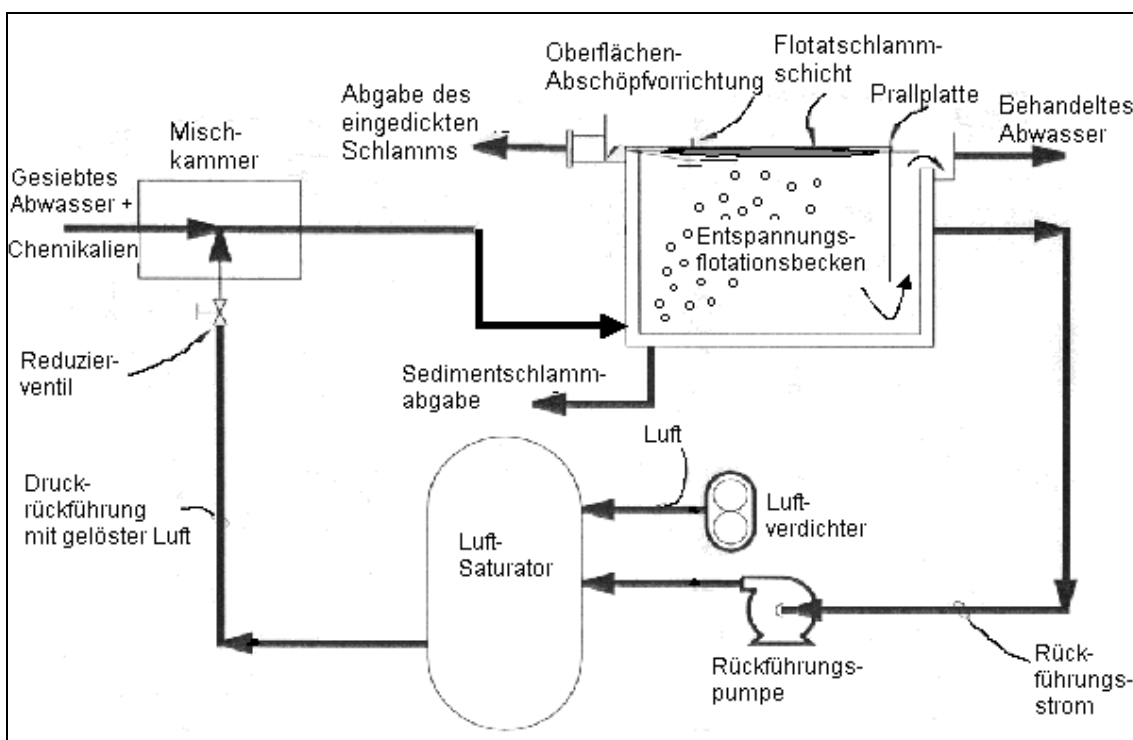 Oberflächen-
Abschöpfvorrichtung
Flotatschlamm-
schicht
Prallplatte
Behandeltes
Abwasser
Abgabe des
eingedickten
Schlamms
Misch-
kammer
Gesiebtes
Abwasser +
Chemikalien
Entspannungs-
flotationsbecken
Reduzier-
ventil
Sedimentschlamm-
abgabe
Luft
Luft-
verdichter
Druck-
rückführung
mit gelöster Luft
Luft-
Saturator
Rückführungs-
pumpe
Rück-
führungs-
strom